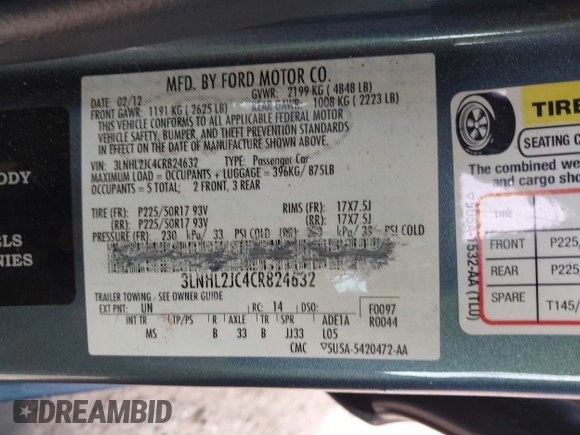 MFD. BY FORD MOTOR CO.
DATE: 02/12 GVWR: 2199 KG ( 4848 LB)
FRONT GAWR: 1191 KG ( 2625 LB) REAR GAWR: 1008 KG ( 2223 LB)
THIS VEHICLE CONFORMS TO ALL APPLICABLE FEDERAL MOTOR
VEHICLE SAFETY, BUMPER, AND THEFT PREVENTION STANDARDS
IN EFFECT ON THE DATE OF MANUFACTURE SHOWN ABOVE.
VIN: 3LNHL2JC4CR824632 TYPE: Passenger Car
MAXIMUM LOAD = OCCUPANTS + LUGGAGE = 396KG/ 875LB
OCCUPANTS = 5 TOTAL; 2 FRONT, 3 REAR
TIRE (FR): P225/50R17 93V RIMS (FR): 17X7.5J
(RR): P225/50R17 93V (RR): 17X7.5J
PRESSURE (FR): 230 kPa/ 33 PSI COLD (RR): kPa/ PSI COLD
3LNHL2JC4CR824632
TRAILER TOWING - SEE OWNER GUIDE
EXT PNT: UN RC: 14 DSO: F0097
INT TR TP/PS R AXLE TR SPR ADE1A R0044
MS B 33 B JJ33 L05
CMC ▽5U5A-5420472-AA
ODY
ELS
NIES
TIRE
SEATING C
The combined we
and cargo sho
TIRE
FRONT P225/
REAR P225/
SPARE T145/
▽5U5A-1532-AA (TLU)
DREAMBID